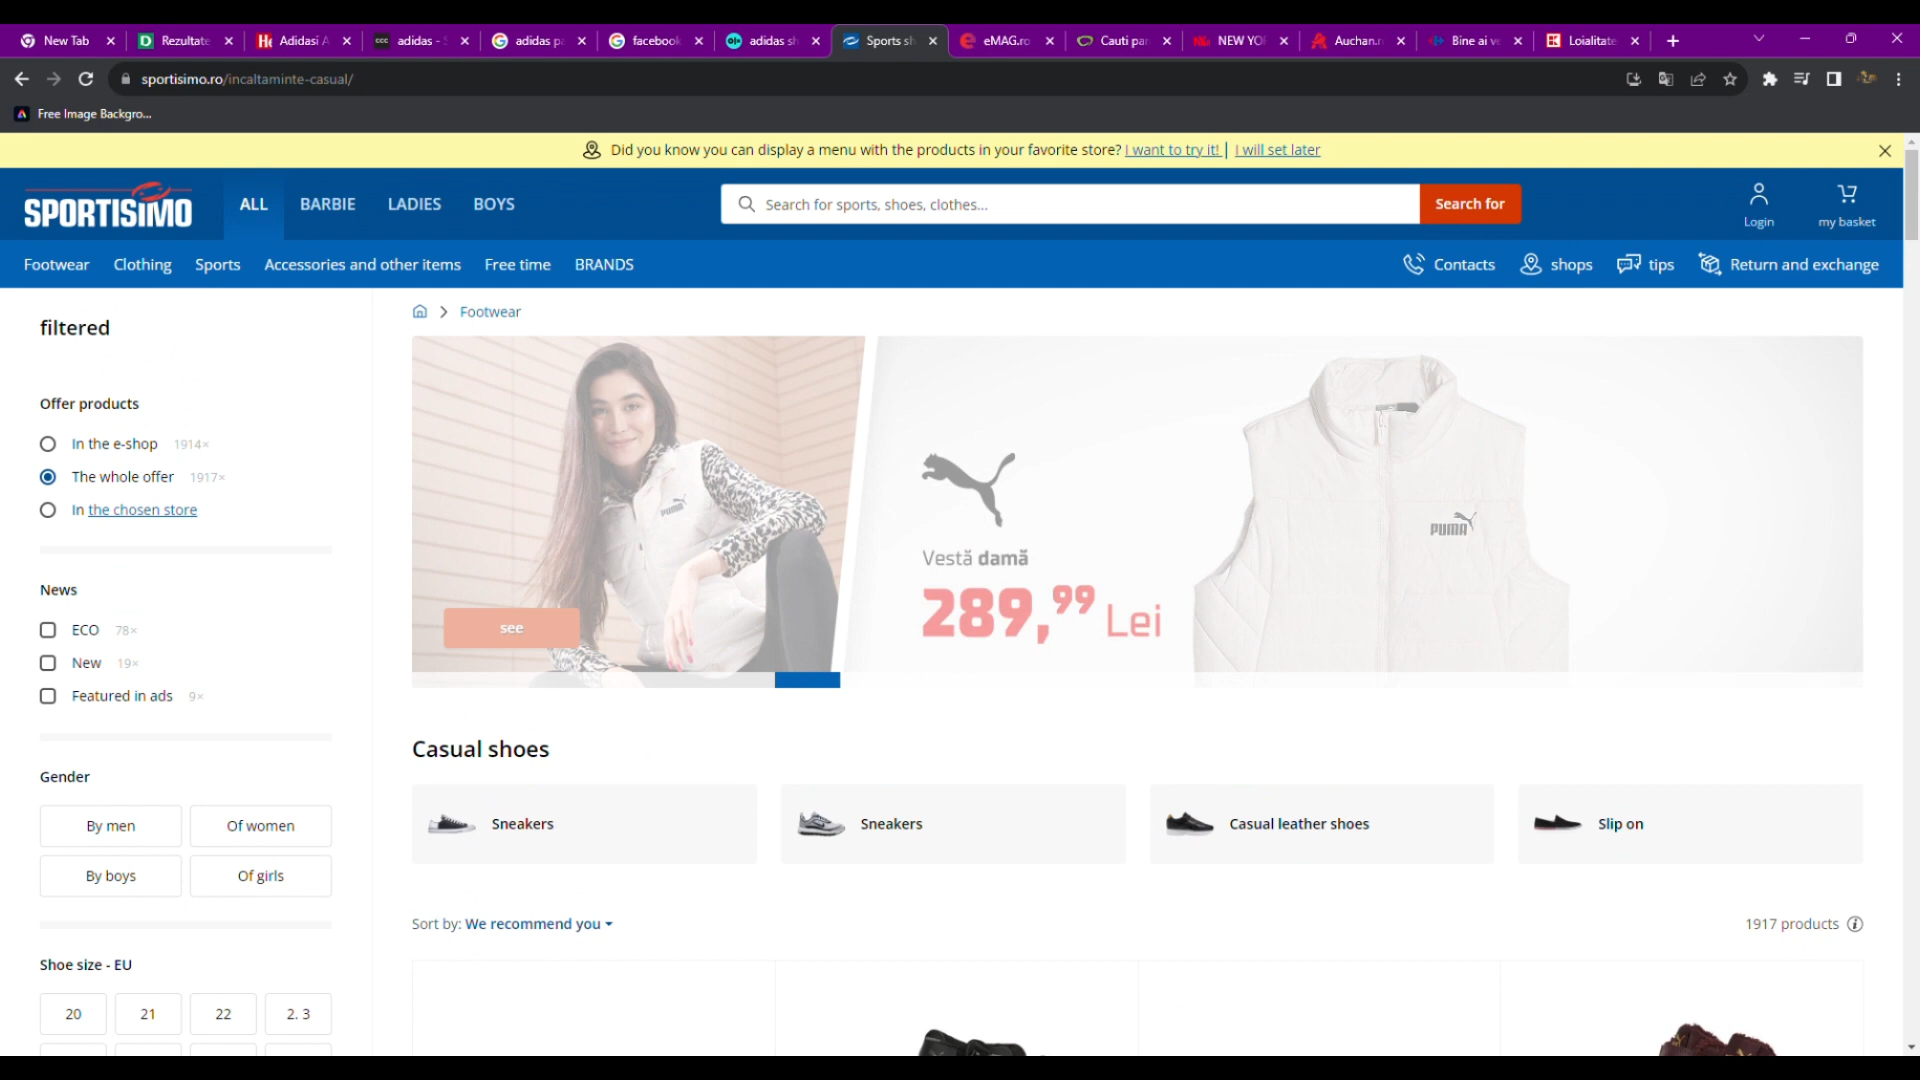 New Tab
Rezultate
Adidasi A
adidas -
adidas pa
facebook
adidas sh
Sports sh
eMAG.ro
Cauti par
NEW YO
Auchan.r
Bine ai ve
Loialitate
sportisimo.ro/incaltaminte-casual/
Free Image Backgro...
Did you know you can display a menu with the products in your favorite store? I want to try it! | I will set later
SPORTISIMO
ALL BARBIE LADIES BOYS
Search for sports, shoes, clothes...
Search for
Login
my basket
Footwear Clothing Sports Accessories and other items Free time BRANDS
Contacts shops tips Return and exchange
filtered
Offer products
In the e-shop 1914×
The whole offer 1917×
In the chosen store
News
ECO 78×
New 19×
Featured in ads 9×
Gender
By men Of women
By boys Of girls
Shoe size - EU
20 21 22 2. 3
Footwear
PUMA
see
Vestă damă
289,99 Lei
PUMA
Casual shoes
Sneakers
Sneakers
Casual leather shoes
Slip on
Sort by: We recommend you
1917 products